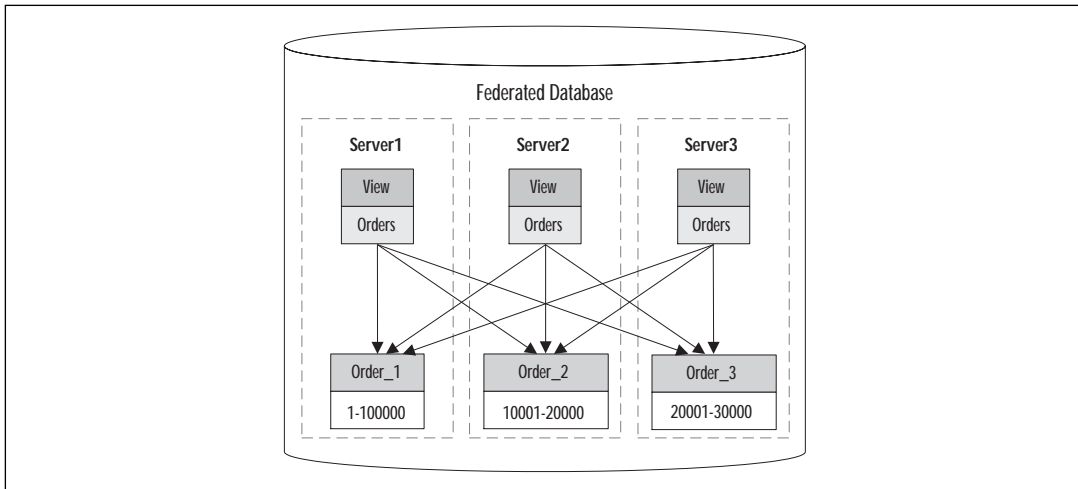 Federated Database
Server1
Server2
Server3
View
View
View
Orders
Orders
Orders
Order_1
Order_2
Order_3
1-100000
10001-20000
20001-30000